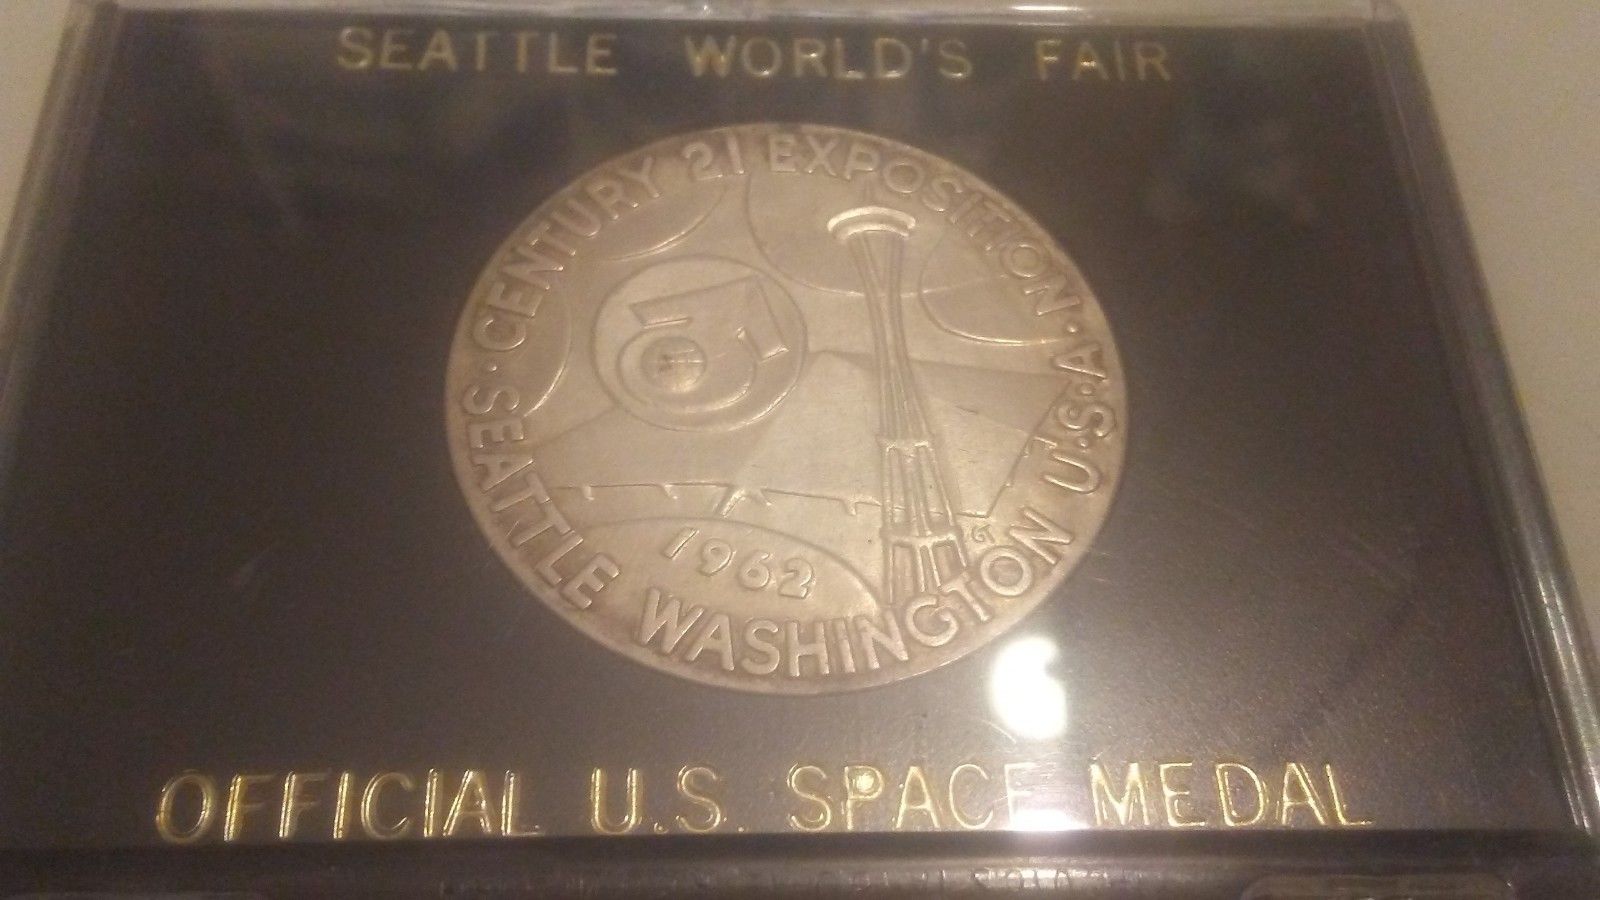 SEATTLE WORLD'S FAIR
CENTURY 21 EXPOSITION
SEATTLE WASHINGTON U.S.A.
1962
OFFICIAL U.S. SPACE MEDAL